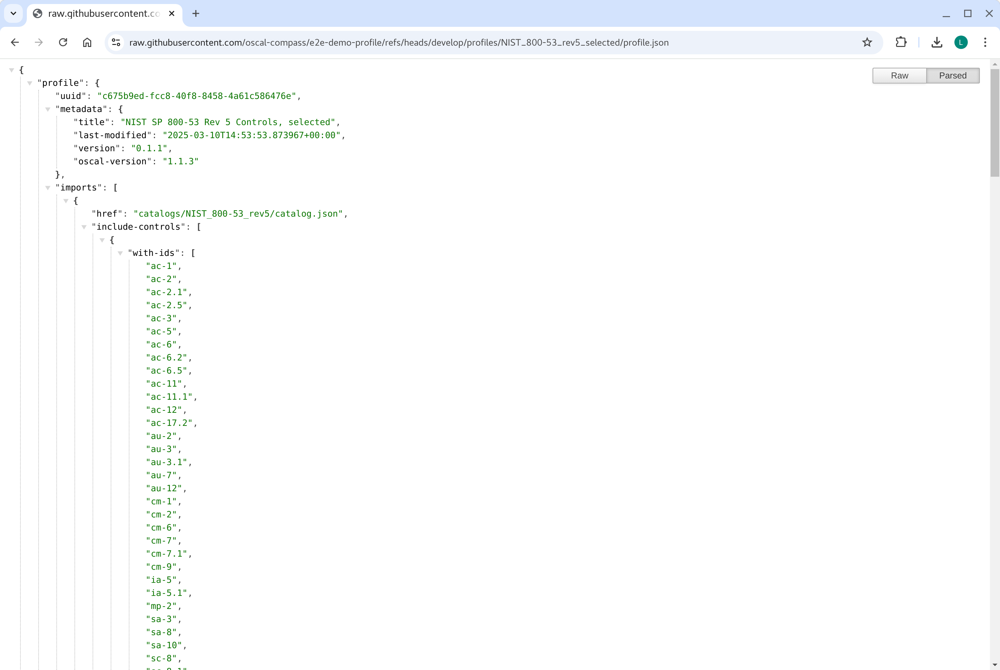 raw.githubusercontent.co
raw.githubusercontent.com/oscal-compass/e2e-demo-profile/refs/heads/develop/profiles/NIST_800-53_rev5_selected/profile.json
L
Raw
Parsed
{
"profile": {
"uuid": "c675b9ed-fcc8-40f8-8458-4a61c586476e",
"metadata": {
"title": "NIST SP 800-53 Rev 5 Controls, selected",
"last-modified": "2025-03-10T14:53:53.873967+00:00",
"version": "0.1.1",
"oscal-version": "1.1.3"
},
"imports": [
{
"href": "catalogs/NIST_800-53_rev5/catalog.json",
"include-controls": [
{
"with-ids": [
"ac-1",
"ac-2",
"ac-2.1",
"ac-2.5",
"ac-3",
"ac-5",
"ac-6",
"ac-6.2",
"ac-6.5",
"ac-11",
"ac-11.1",
"ac-12",
"ac-17.2",
"au-2",
"au-3",
"au-3.1",
"au-7",
"au-12",
"cm-1",
"cm-2",
"cm-6",
"cm-7",
"cm-7.1",
"cm-9",
"ia-5",
"ia-5.1",
"mp-2",
"sa-3",
"sa-8",
"sa-10",
"sc-8",